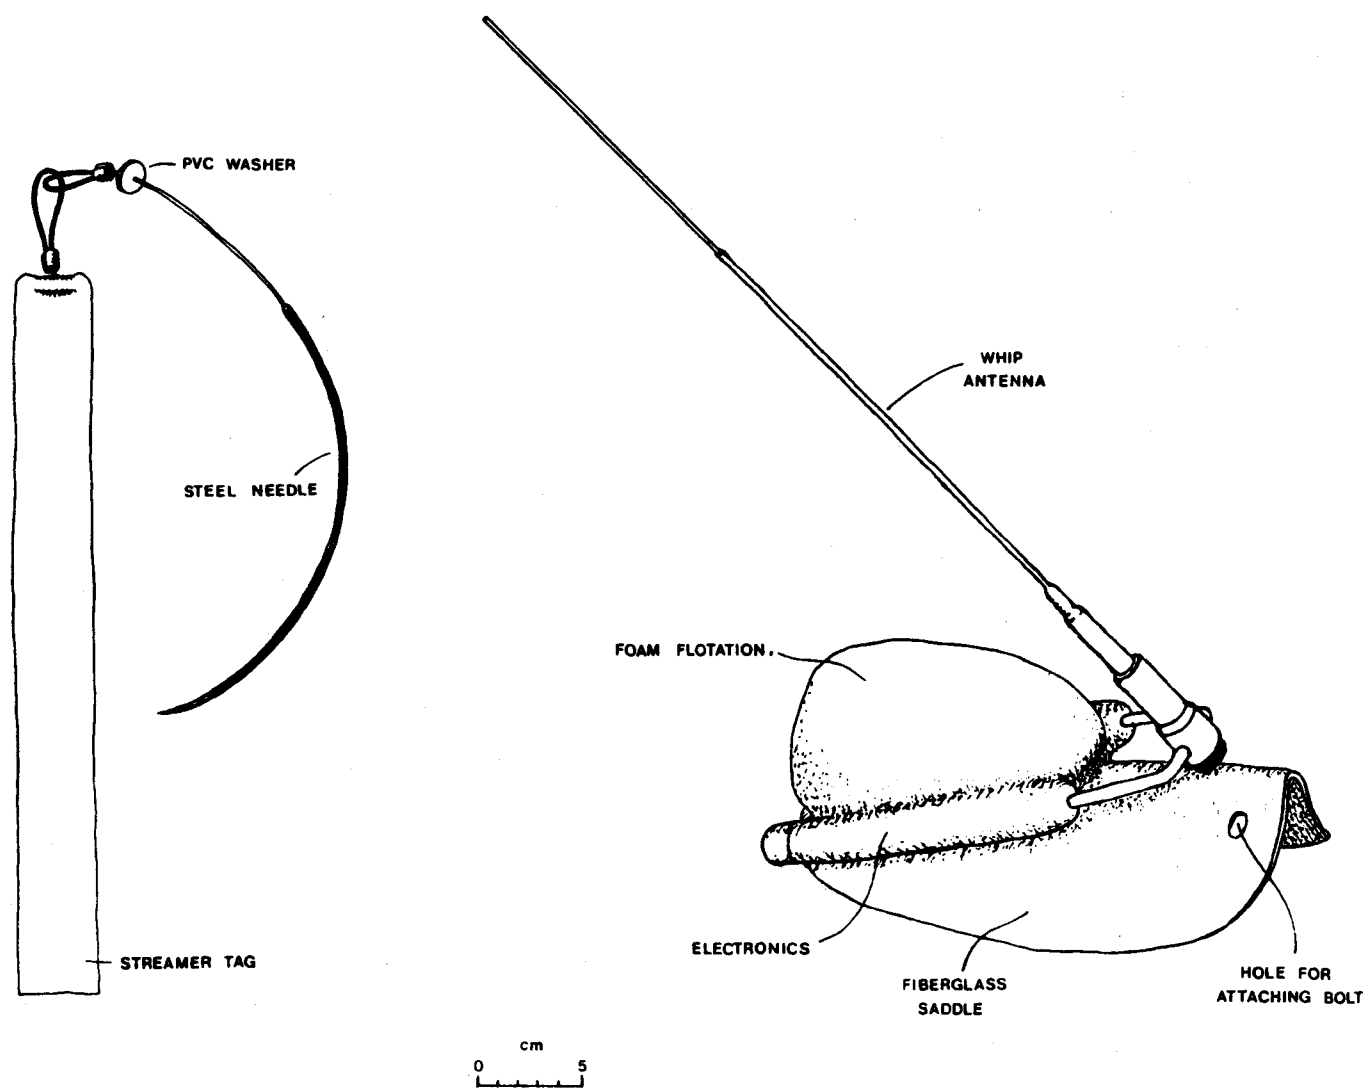 PVC WASHER
WHIP
ANTENNA
STEEL NEEDLE
FOAM FLOTATION.
STREAMER TAG
ELECTRONICS
FIBERGLASS
SADDLE
HOLE FOR
ATTACHING BOLT
cm
0 5